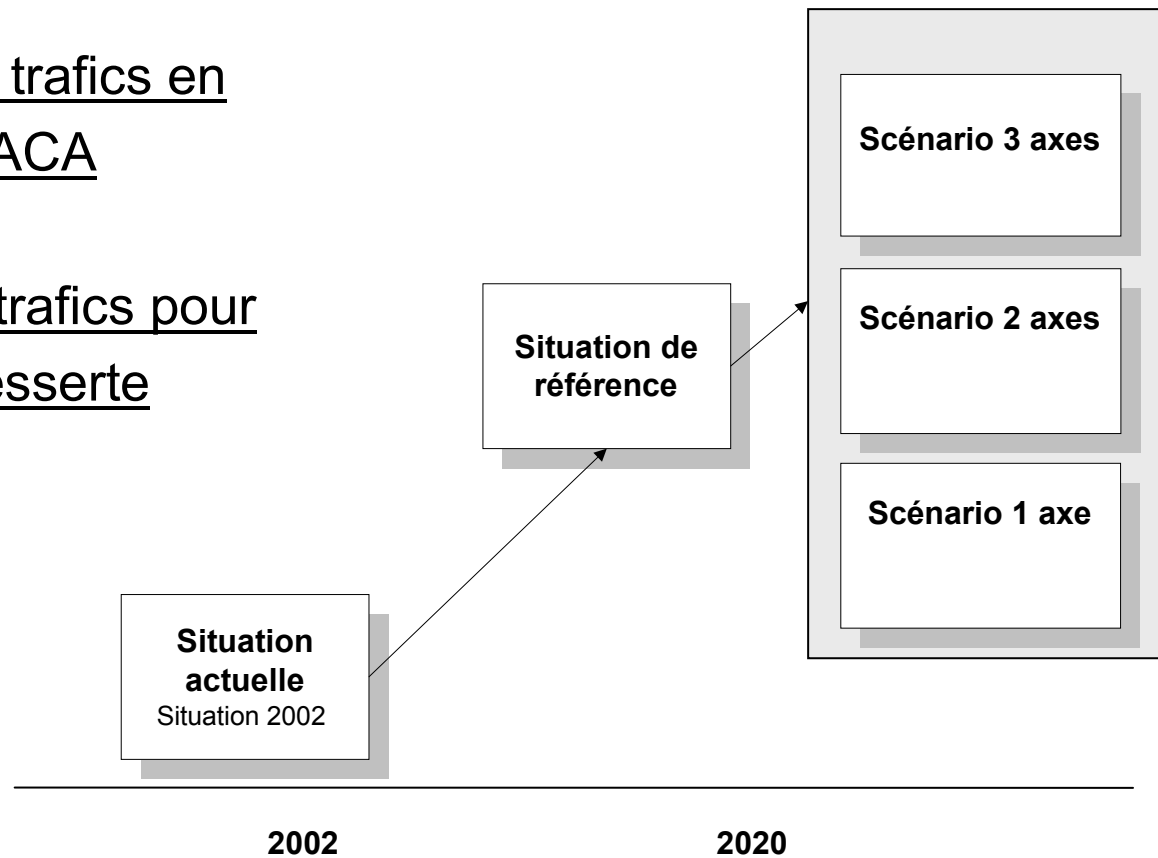 trafics en
ACA
trafics pour
esserte
Scénario 3 axes
Scénario 2 axes
Scénario 1 axe
Situation de
référence
Situation
actuelle
Situation 2002
2002
2020